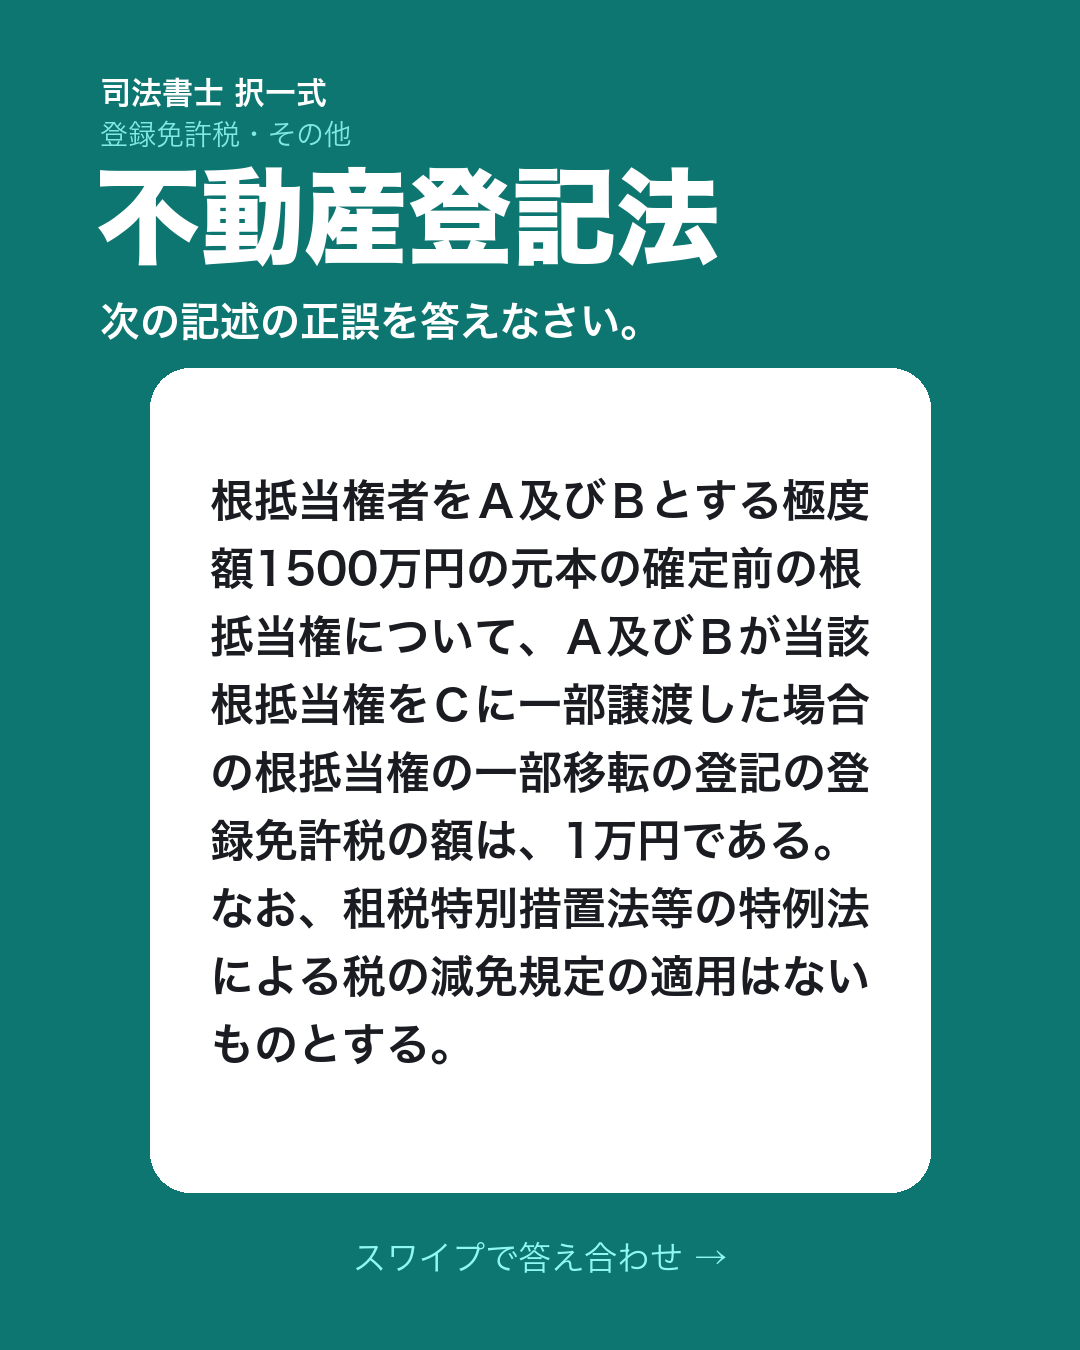 司法書士 択一式
登録免許税・その他
不動産登記法
次の記述の正誤を答えなさい。
根抵当権者をＡ及びＢとする極度
額1500万円の元本の確定前の根
抵当権について、Ａ及びＢが当該
根抵当権をＣに一部譲渡した場合
の根抵当権の一部移転の登記の登
録免許税の額は、1万円である。
なお、租税特別措置法等の特例法
による税の減免規定の適用はない
ものとする。
スワイプで答え合わせ →